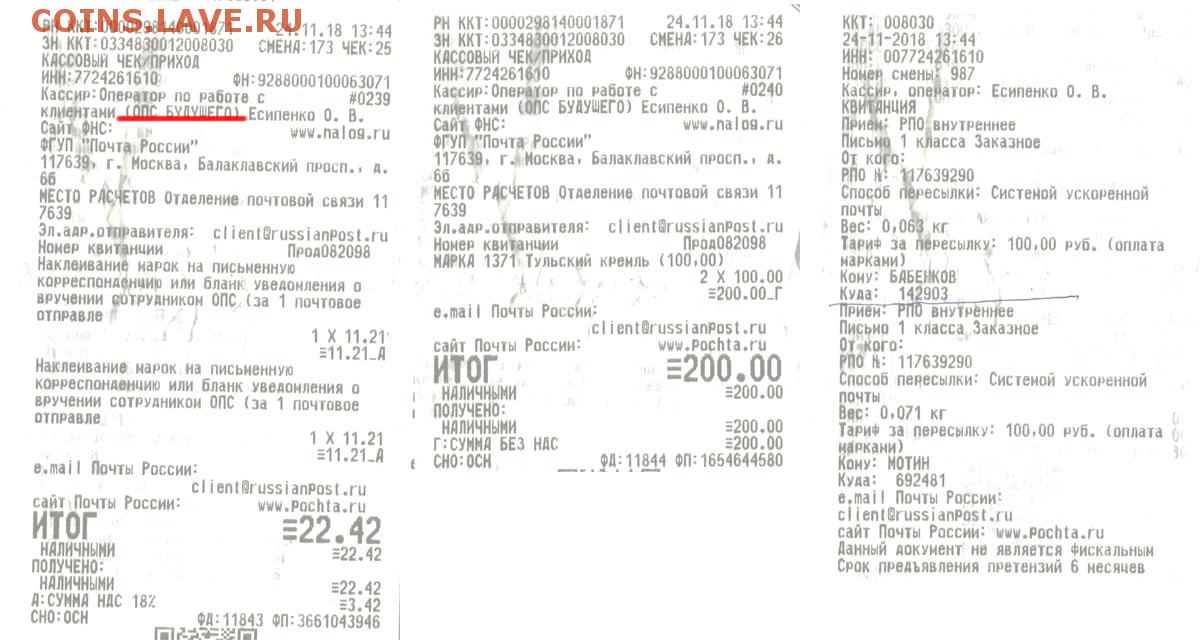 COINSS.AVE.RU
РН ККТ:0000298140001871 24.11.18 13:44
ЗН ККТ:0334830012008030 СМЕНА:173 ЧЕК:25
КАССОВЫЙ ЧЕК ПРИХОД
ИНН:7724261610 ФН:9288000100063071
Кассир:Оператор по работе с #0239
клиентами (ОПС БУДУЩЕГО) Есипенко О. В.
Сайт ФНС: www.nalog.ru
ФГУП "Почта России"
117639, г. Москва, Балаклавский просп., д.
6б
МЕСТО РАСЧЕТОВ Отделение почтовой связи 11
7639
Эл.адр.отправителя: client@russianPost.ru
Номер квитанции Прод082098
Наклеивание марок на письменную
корреспонденцию или бланк уведомления о
вручении сотрудником ОПС (за 1 почтовое
отправле
1 X 11.21
≡11.21_А
Наклеивание марок на письменную
корреспонденцию или бланк уведомления о
вручении сотрудником ОПС (за 1 почтовое
отправле
1 X 11.21
≡11.21_А
e.mail Почты России:
client@russianPost.ru
сайт Почты России: www.Pochta.ru
ИТОГ ≡22.42
НАЛИЧНЫМИ ≡22.42
ПОЛУЧЕНО:
НАЛИЧНЫМИ ≡22.42
А:СУММА НДС 18% ≡3.42
СНО:ОСН ФД:11843 ФП:3661043946
РН ККТ:0000298140001871 24.11.18 13:44
ЗН ККТ:0334830012008030 СМЕНА:173 ЧЕК:26
КАССОВЫЙ ЧЕК ПРИХОД
ИНН:7724261610 ФН:9288000100063071
Кассир:Оператор по работе с #0240
клиентами (ОПС БУДУЩЕГО) Есипенко О. В.
Сайт ФНС: www.nalog.ru
ФГУП "Почта России"
117639, г. Москва, Балаклавский просп., д.
6б
МЕСТО РАСЧЕТОВ Отделение почтовой связи 11
7639
Эл.адр.отправителя: client@russianPost.ru
Номер квитанции Прод082098
МАРКА 1371 Тульский кремль (100,00)
2 X 100.00
≡200.00_Г
e.mail Почты России:
client@russianPost.ru
сайт Почты России: www.Pochta.ru
ИТОГ ≡200.00
НАЛИЧНЫМИ ≡200.00
ПОЛУЧЕНО:
НАЛИЧНЫМИ ≡200.00
Г:СУММА БЕЗ НДС ≡200.00
СНО:ОСН ФД:11844 ФП:1654644580
ККТ: 008030
24-11-2018 13:44
ИНН: 007724261610
Номер смены: 987
Кассир, оператор: Есипенко О. В.
КВИТАНЦИЯ
Прием: РПО внутреннее
Письмо 1 класса Заказное
От кого:
РПО №: 117639290
Способ пересылки: Системой ускоренной
почты
Вес: 0,063 кг
Тариф за пересылку: 100,00 руб. (оплата
марками)
Кому: БАБЕНКОВ
Куда: 142903
Прием: РПО внутреннее
Письмо 1 класса Заказное
От кого:
РПО №: 117639290
Способ пересылки: Системой ускоренной
почты
Вес: 0,071 кг
Тариф за пересылку: 100,00 руб. (оплата
марками)
Кому: МОТИН
Куда: 692481
e.mail Почты России:
client@russianPost.ru
сайт Почты России: www.Pochta.ru
Данный документ не является фискальным
Срок предъявления претензий 6 месяцев